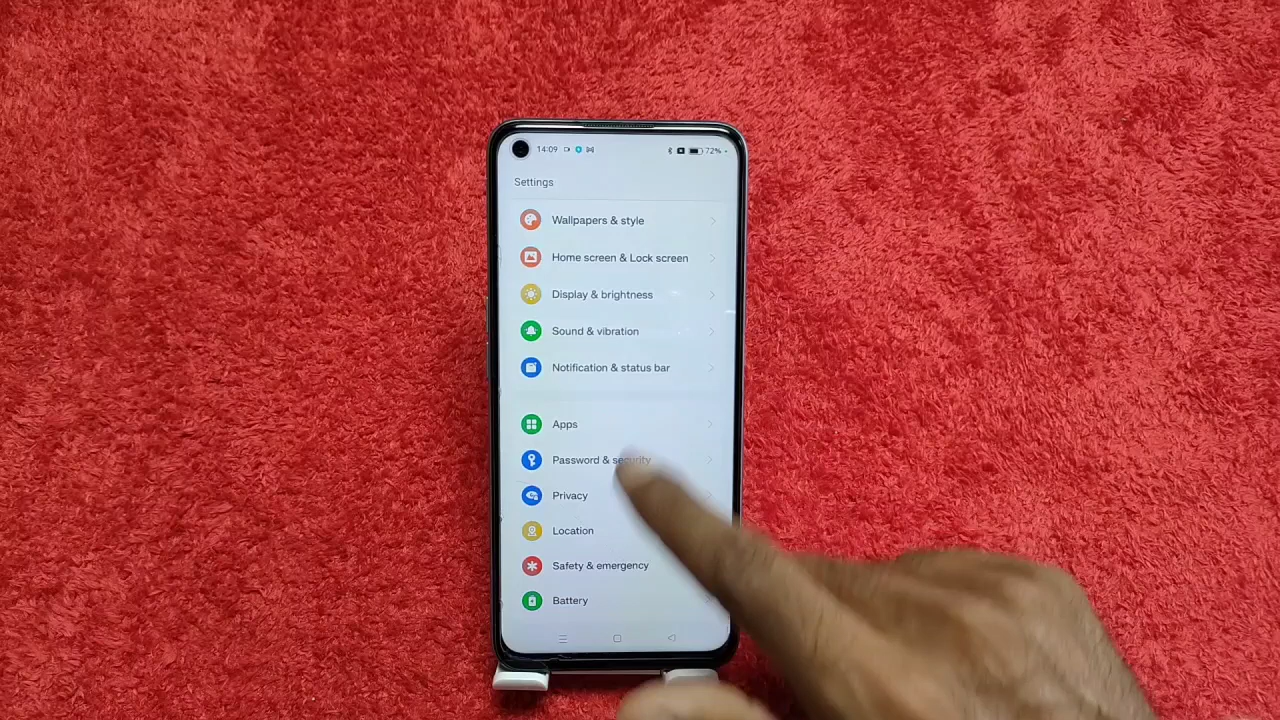 14:09
72%
Settings
Wallpapers & style
Home screen & Lock screen
Display & brightness
Sound & vibration
Notification & status bar
Apps
Password & security
Privacy
Location
Safety & emergency
Battery